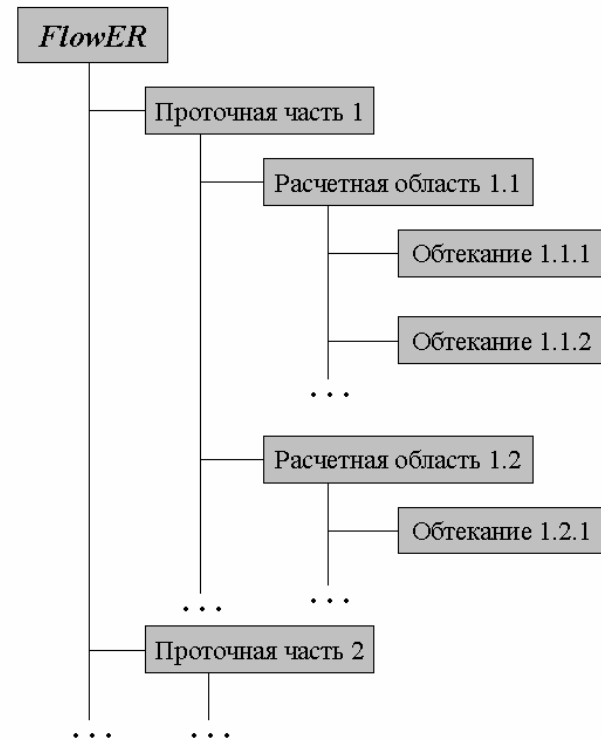 FlowER
Проточная часть 1
Расчетная область 1.1
Обтекание 1.1.1
Обтекание 1.1.2
. . .
Расчетная область 1.2
Обтекание 1.2.1
. . .
. . .
Проточная часть 2
. . .
. . .